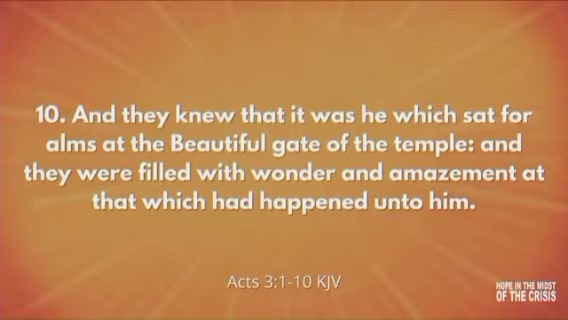 10. And they knew that it was he which sat for
alms at the Beautiful gate of the temple: and
they were filled with wonder and amazement at
that which had happened unto him.
Acts 3:1-10 KJV
HOPE IN THE MIDST
OF THE CRISIS